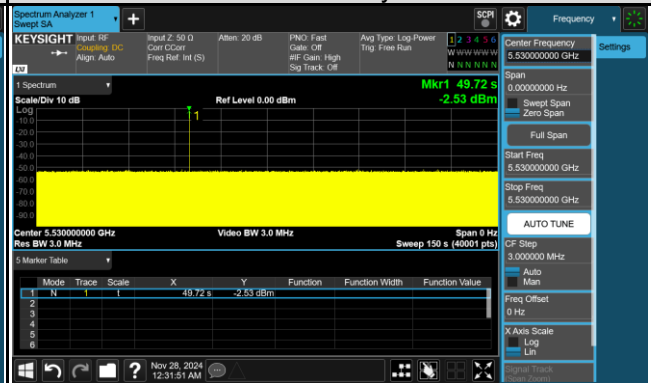 Spectrum Analyzer 1
Swept SA
+
SCPI
Frequency
KEYSIGHT
Input: RF
Coupling: DC
Align: Auto
Input Z: 50 Ω
Corr CCorr
Freq Ref: Int (S)
Atten: 20 dB
PNO: Fast
Gate: Off
#IF Gain: High
Sig Track: Off
Avg Type: Log-Power
Trig: Free Run
1 2 3 4 5 6
W W W W W W
N N N N N N
LXI
Center Frequency
5.530000000 GHz
Settings
1 Spectrum
Mkr1 49.72 s
Scale/Div 10 dB
Ref Level 0.00 dBm
-2.53 dBm
Log
1
-10.0
-20.0
-30.0
-40.0
-50.0
-60.0
-70.0
-80.0
-90.0
Center 5.530000000 GHz
Video BW 3.0 MHz
Span 0 Hz
Res BW 3.0 MHz
Sweep 150 s (40001 pts)
Span
0.00000000 Hz
Swept Span
Zero Span
Full Span
Start Freq
5.530000000 GHz
Stop Freq
5.530000000 GHz
AUTO TUNE
CF Step
3.000000 MHz
Auto
Man
Freq Offset
0 Hz
X Axis Scale
Log
Lin
Signal Track
(Span Zoom)
5 Marker Table
Mode Trace Scale X Y Function Function Width Function Value
1 N 1 t 49.72 s -2.53 dBm
2
3
4
5
6
?
Nov 28, 2024
12:31:51 AM